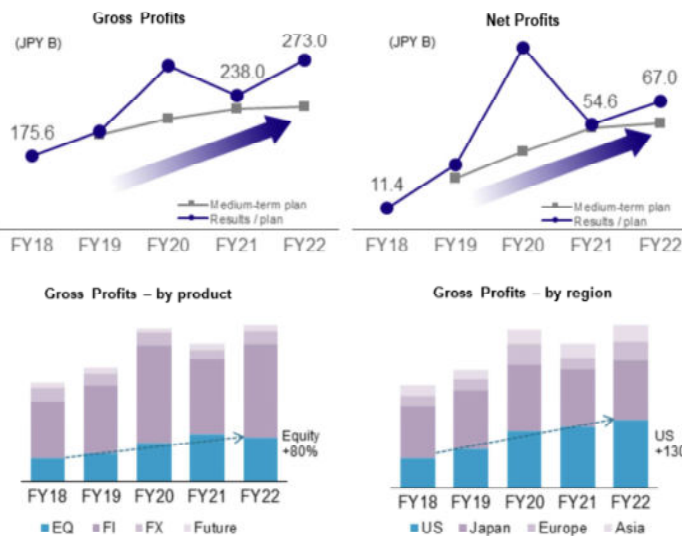 Gross Profits
(JPY B)
273.0
238.0
175.6
Medium-term plan
Results / plan
FY18 FY19 FY20 FY21 FY22
Net Profits
(JPY B)
67.0
54.6
11.4
Medium-term plan
Results / plan
FY18 FY19 FY20 FY21 FY22
Gross Profits – by product
Equity
+80%
FY18 FY19 FY20 FY21 FY22
EQ FI FX Future
Gross Profits – by region
US
+130
FY18 FY19 FY20 FY21 FY22
US Japan Europe Asia